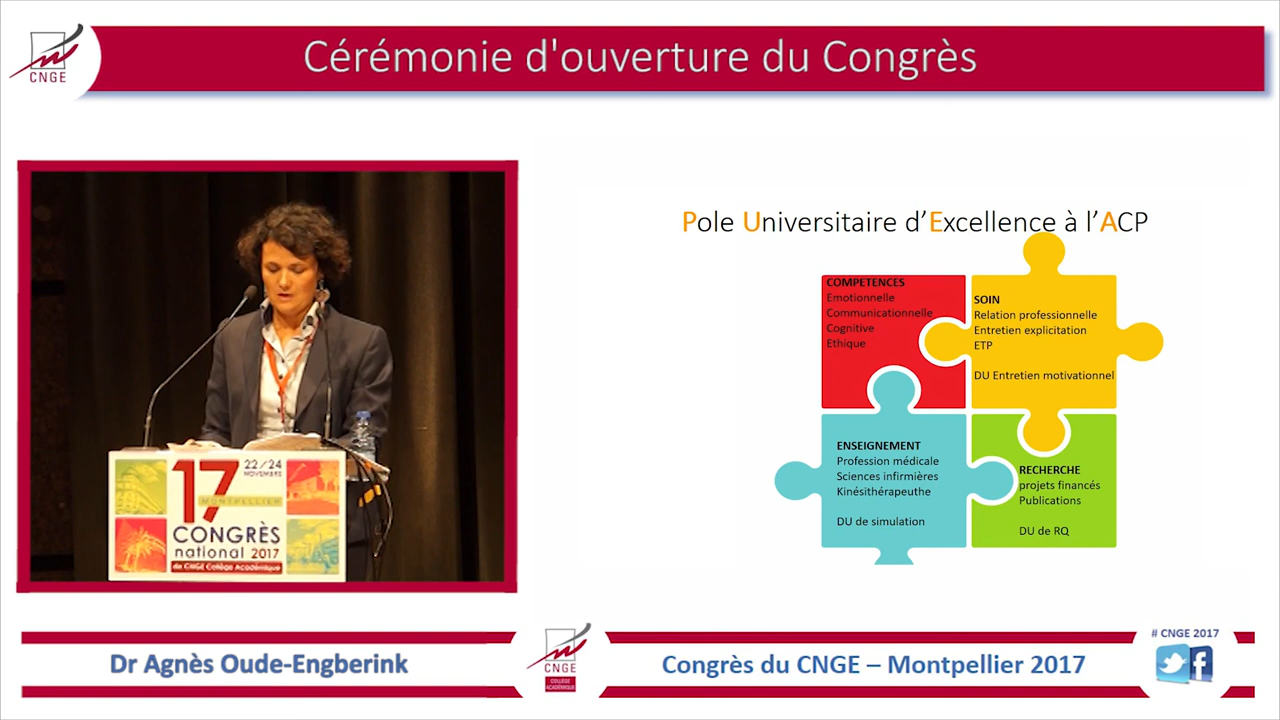 CNGE
Cérémonie d'ouverture du Congrès
Pole Universitaire d'Excellence à l'ACP
COMPETENCES
Emotionnelle
Communicationnelle
Cognitive
Ethique
SOIN
Relation professionnelle
Entretien explicitation
ETP
DU Entretien motivationnel
ENSEIGNEMENT
Profession médicale
Sciences infirmières
Kinésithérapeuthe
DU de simulation
RECHERCHE
projets financés
Publications
DU de RQ
17
22/24
NOVEMBRE
MONTPELLIER
CONGRÈS
national 2017
du CNGE Collège Académique
Dr Agnès Oude-Engberink
CNGE
COLLÈGE
ACADÉMIQUE
Congrès du CNGE – Montpellier 2017
# CNGE 2017